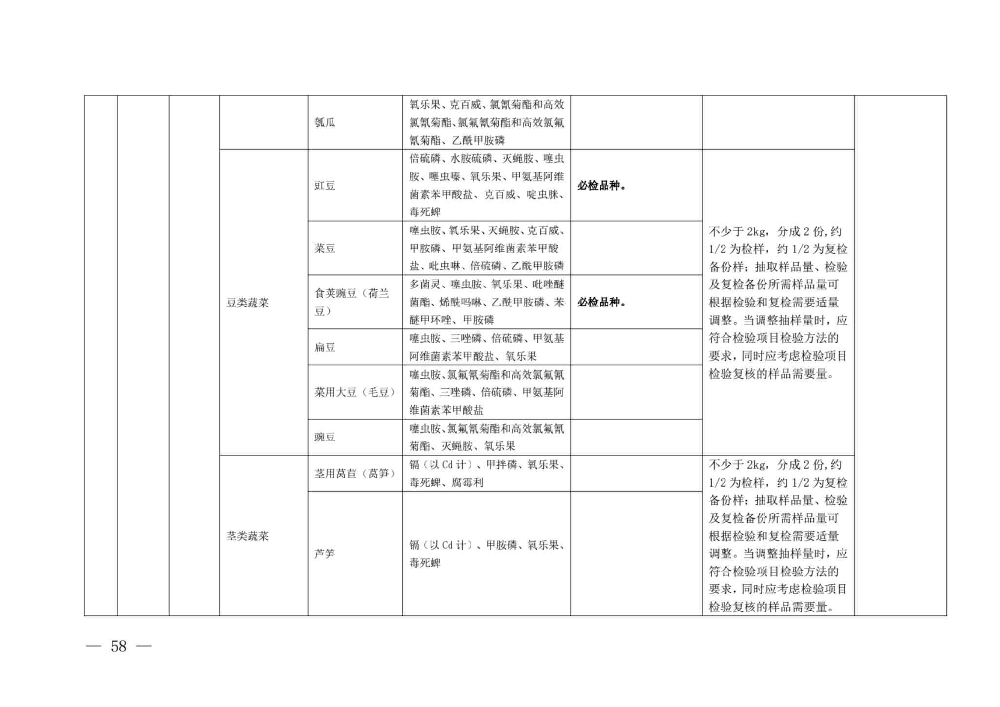 瓠瓜
氧乐果、克百威、氯氰菊酯和高效
氯氰菊酯、氯氟氰菊酯和高效氯氟
氰菊酯、乙酰甲胺磷
豆类蔬菜
豇豆
倍硫磷、水胺硫磷、灭蝇胺、噻虫
胺、噻虫嗪、氧乐果、甲氨基阿维
菌素苯甲酸盐、克百威、啶虫脒、
毒死蜱
必检品种。
不少于 2kg，分成 2 份,约
1/2 为检样，约 1/2 为复检
备份样；抽取样品量、检验
及复检备份所需样品量可
根据检验和复检需要适量
调整。当调整抽样量时，应
符合检验项目检验方法的
要求，同时应考虑检验项目
检验复核的样品需要量。
菜豆
噻虫胺、氧乐果、灭蝇胺、克百威、
甲胺磷、甲氨基阿维菌素苯甲酸
盐、吡虫啉、倍硫磷、乙酰甲胺磷
食荚豌豆（荷兰
豆）
多菌灵、噻虫胺、氧乐果、吡唑醚
菌酯、烯酰吗啉、乙酰甲胺磷、苯
醚甲环唑、甲胺磷
必检品种。
扁豆
噻虫胺、三唑磷、倍硫磷、甲氨基
阿维菌素苯甲酸盐、氧乐果
菜用大豆（毛豆）
噻虫胺、氯氟氰菊酯和高效氯氟氰
菊酯、三唑磷、倍硫磷、甲氨基阿
维菌素苯甲酸盐
豌豆
噻虫胺、氯氟氰菊酯和高效氯氟氰
菊酯、灭蝇胺、氧乐果
茎类蔬菜
茎用莴苣（莴笋）
镉（以 Cd 计）、甲拌磷、氧乐果、
毒死蜱、腐霉利
不少于 2kg，分成 2 份,约
1/2 为检样，约 1/2 为复检
备份样；抽取样品量、检验
及复检备份所需样品量可
根据检验和复检需要适量
调整。当调整抽样量时，应
符合检验项目检验方法的
要求，同时应考虑检验项目
检验复核的样品需要量。
芦笋
镉（以 Cd 计）、甲胺磷、氧乐果、
毒死蜱
— 58 —